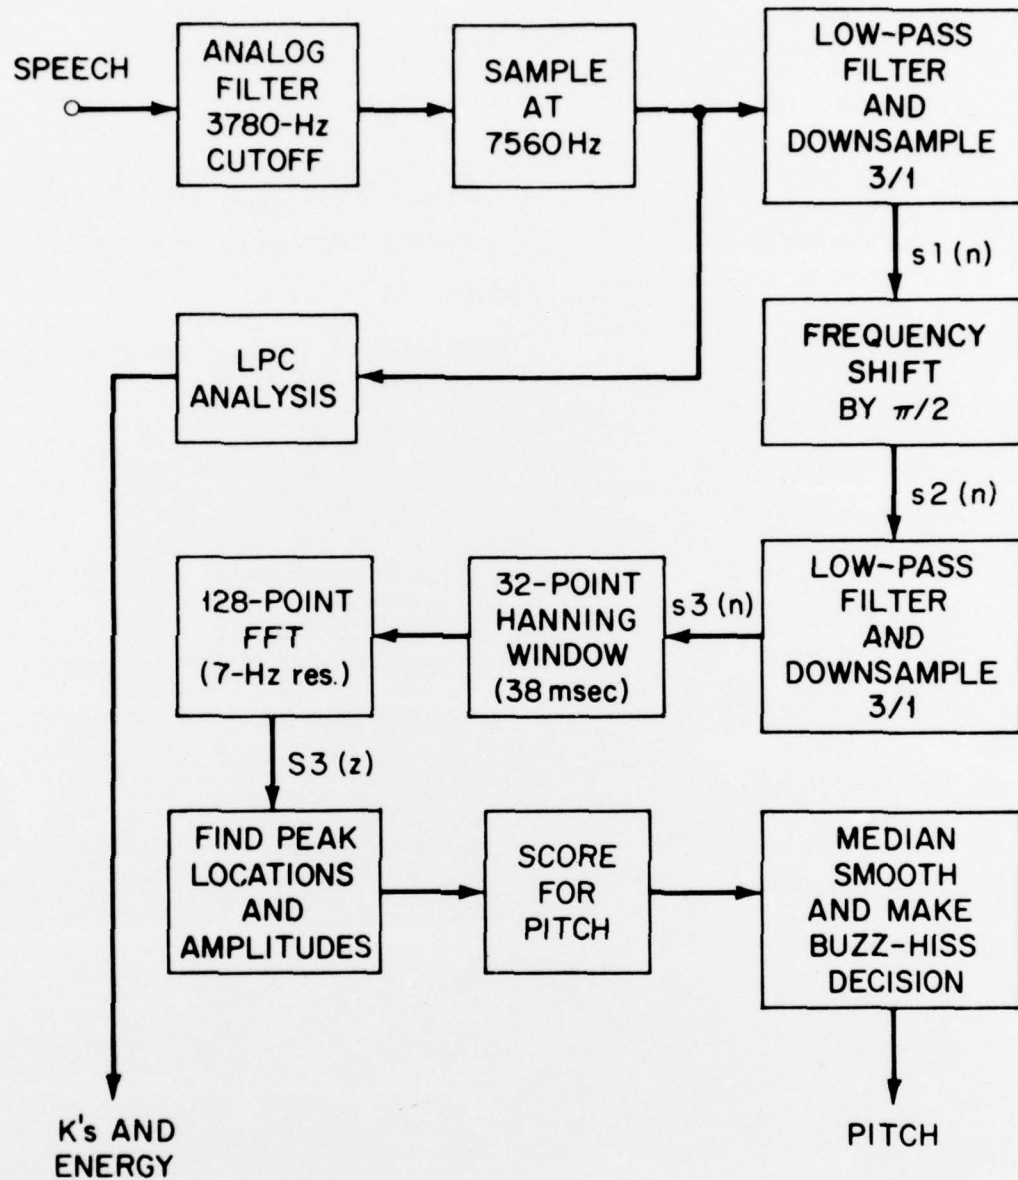 SPEECH
ANALOG
FILTER
3780-Hz
CUTOFF
SAMPLE
AT
7560 Hz
LOW-PASS
FILTER
AND
DOWNSAMPLE
3/1
s1(n)
FREQUENCY
SHIFT
BY π/2
s2(n)
LPC
ANALYSIS
LOW-PASS
FILTER
AND
DOWNSAMPLE
3/1
s3(n)
32-POINT
HANNING
WINDOW
(38 msec)
128-POINT
FFT
(7-Hz res.)
S3(z)
FIND PEAK
LOCATIONS
AND
AMPLITUDES
SCORE
FOR
PITCH
MEDIAN
SMOOTH
AND MAKE
BUZZ-HISS
DECISION
K's AND
ENERGY
PITCH